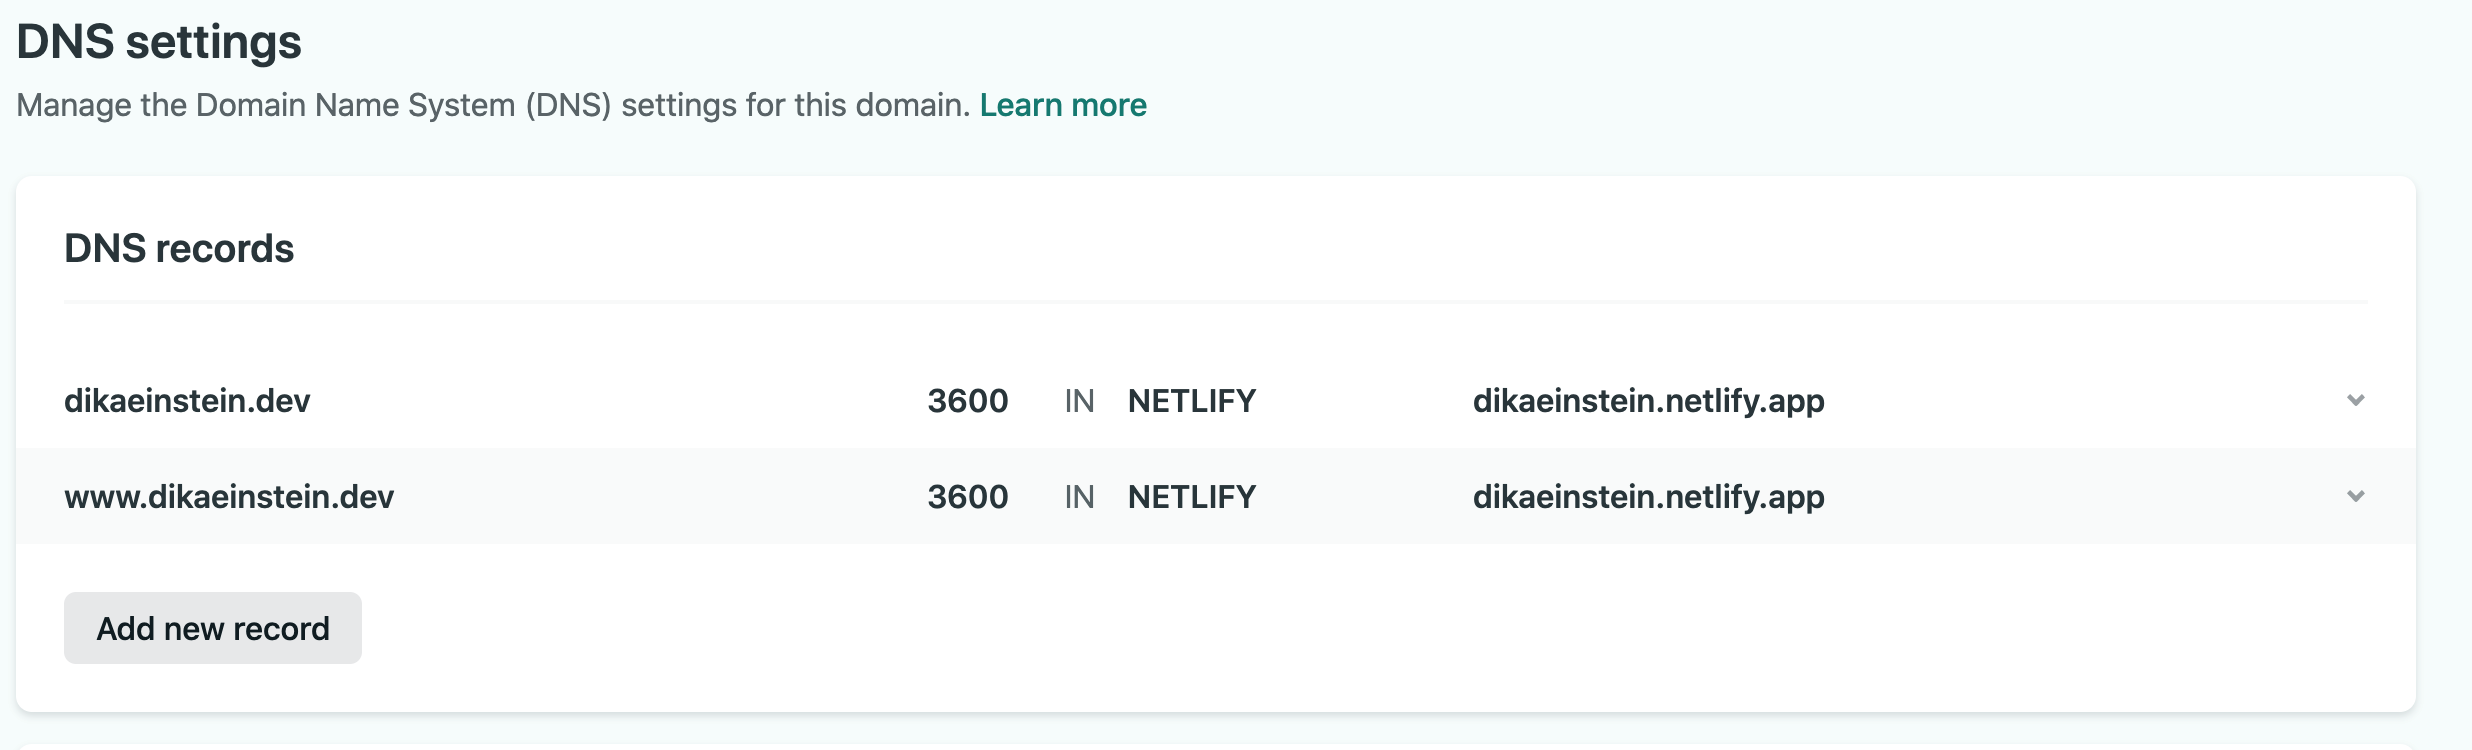 DNS settings
Manage the Domain Name System (DNS) settings for this domain. Learn more
DNS records
dikaeinstein.dev 3600 IN NETLIFY dikaeinstein.netlify.app
www.dikaeinstein.dev 3600 IN NETLIFY dikaeinstein.netlify.app
Add new record